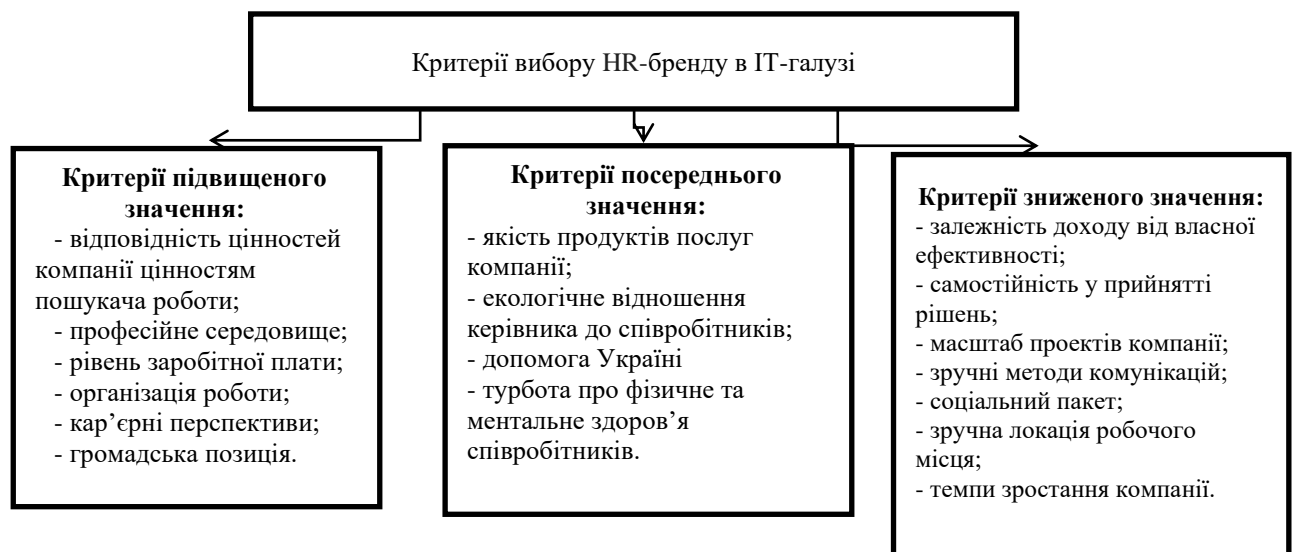 Критерії вибору HR-бренду в ІТ-галузі
Критерії підвищеного
значення:
- відповідність цінностей
компанії цінностям
пошукача роботи;
- професійне середовище;
- рівень заробітної плати;
- організація роботи;
- кар’єрні перспективи;
- громадська позиція.
Критерії посереднього
значення:
- якість продуктів послуг
компанії;
- екологічне відношення
керівника до співробітників;
- допомога Україні
- турбота про фізичне та
ментальне здоров’я
співробітників.
Критерії зниженого значення:
- залежність доходу від власної
ефективності;
- самостійність у прийнятті
рішень;
- масштаб проектів компанії;
- зручні методи комунікацій;
- соціальний пакет;
- зручна локація робочого
місця;
- темпи зростання компанії.